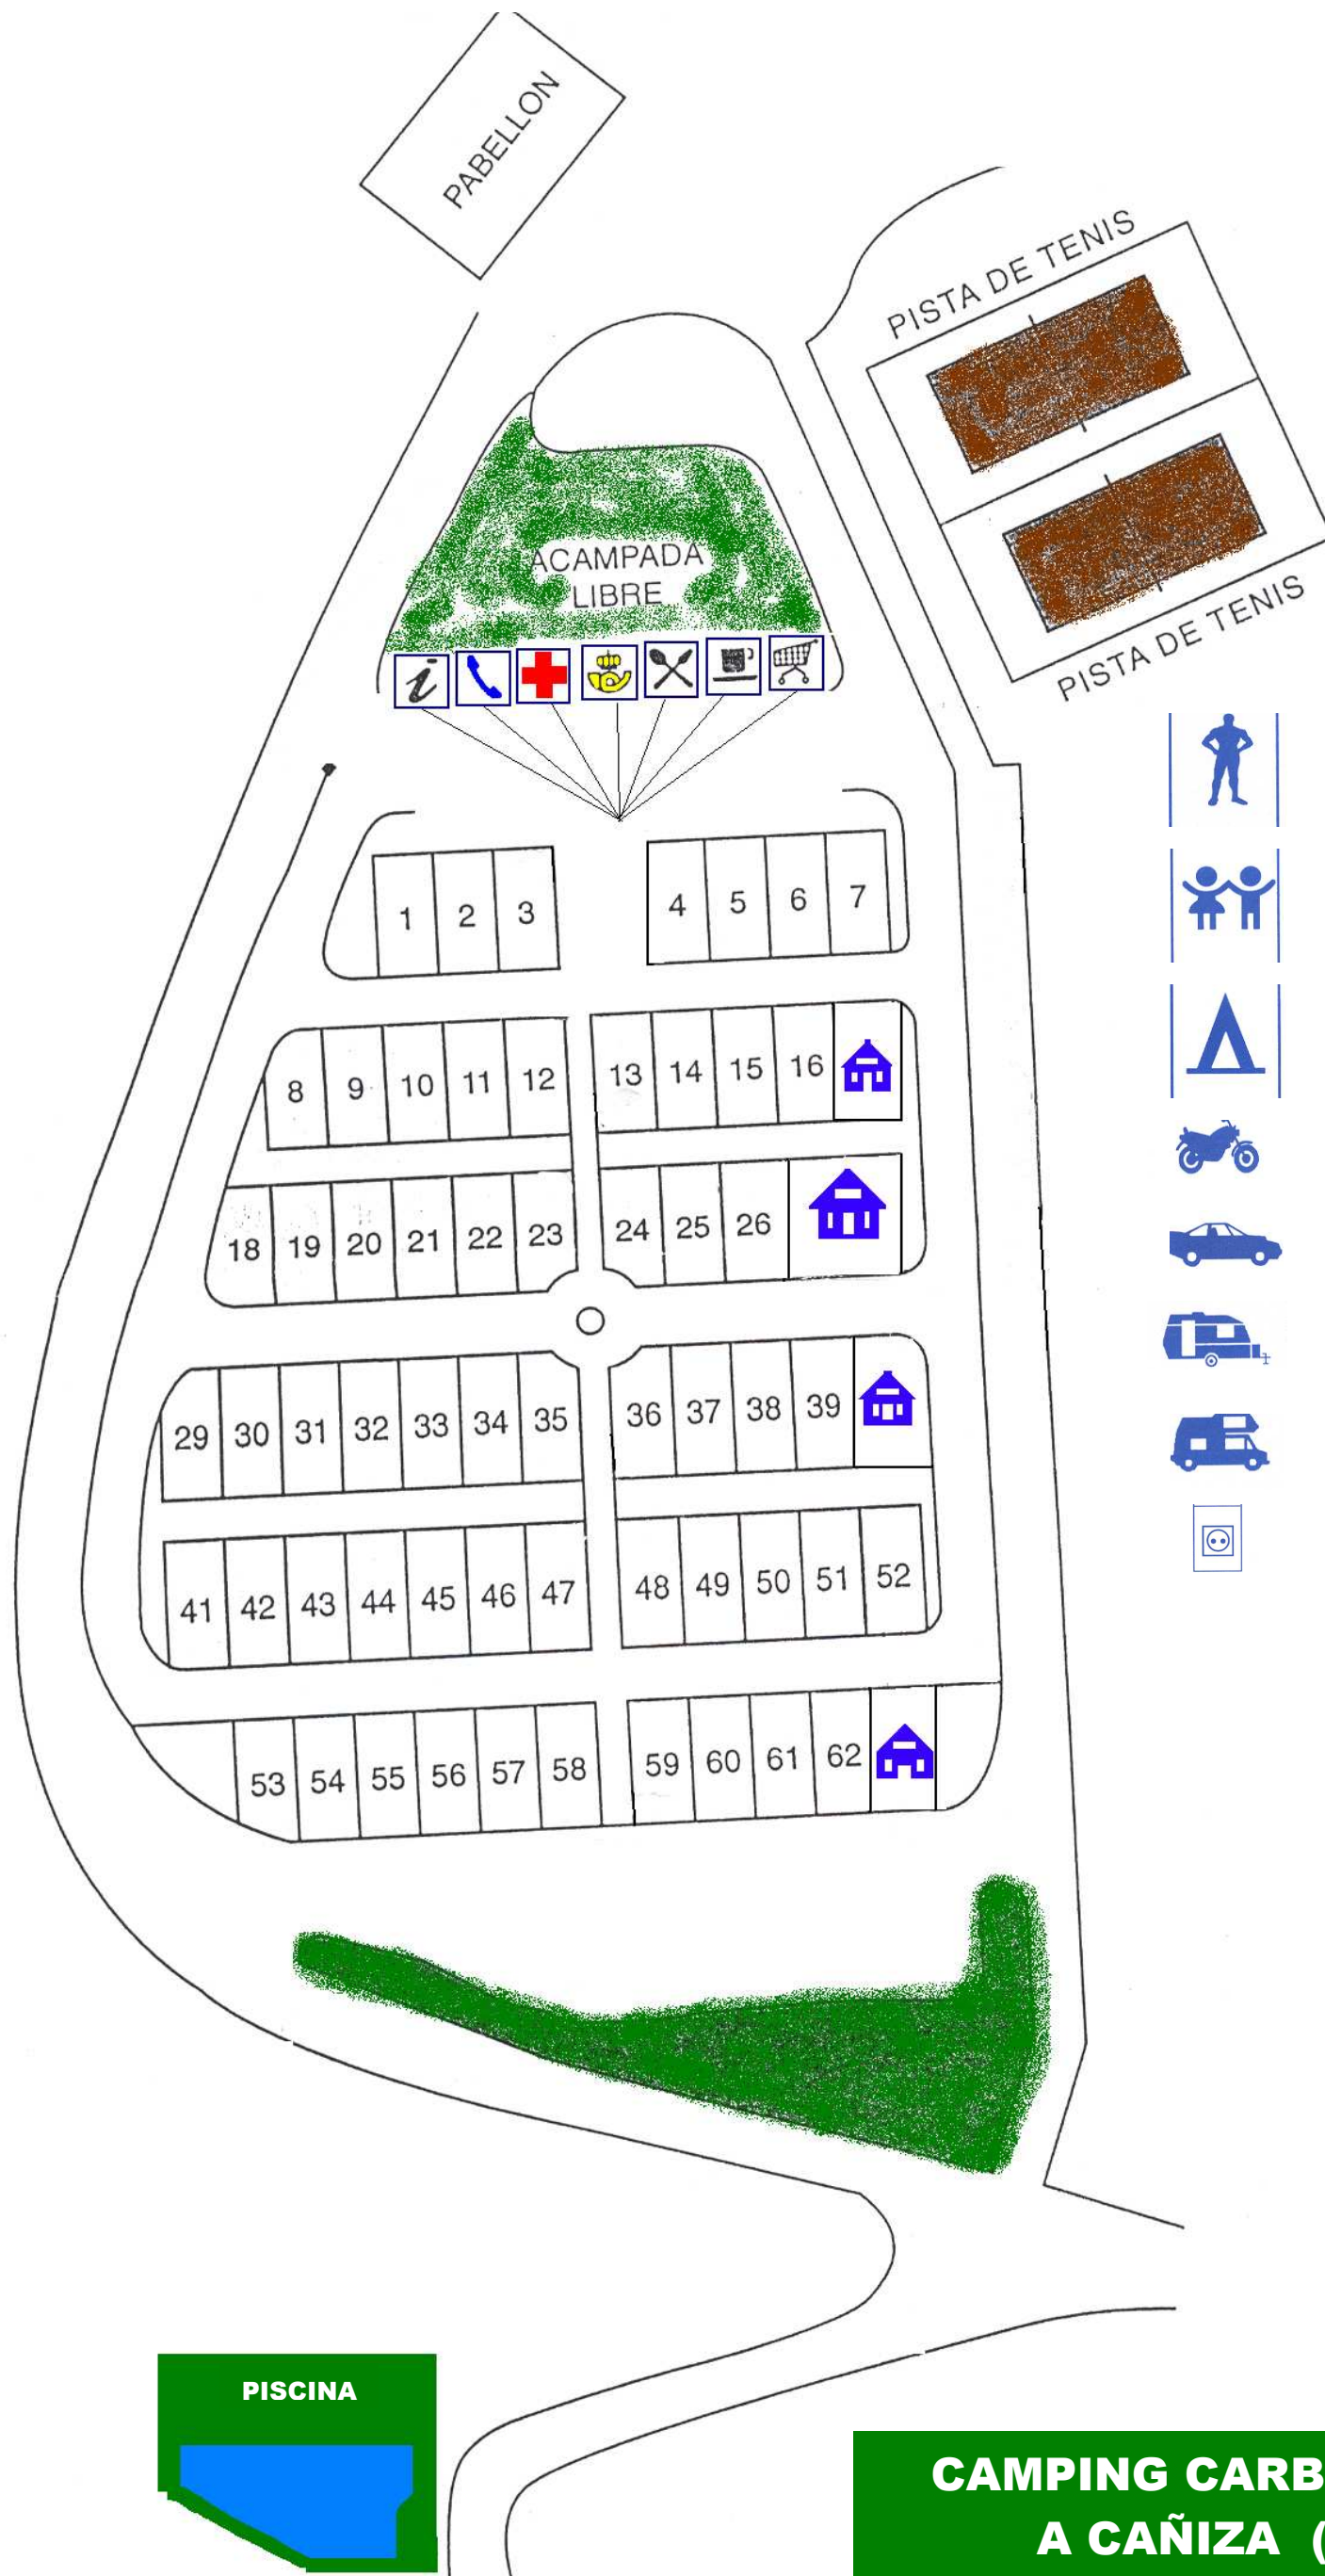 PABELLON
PISTA DE TENIS
ACAMPADA
LIBRE
PISTA DE TENIS
i
1 2 3 4 5 6 7
8 9 10 11 12 13 14 15 16
18 19 20 21 22 23 24 25 26
29 30 31 32 33 34 35 36 37 38 39
41 42 43 44 45 46 47 48 49 50 51 52
53 54 55 56 57 58 59 60 61 62
PISCINA
CAMPING CARB
A CAÑIZA (